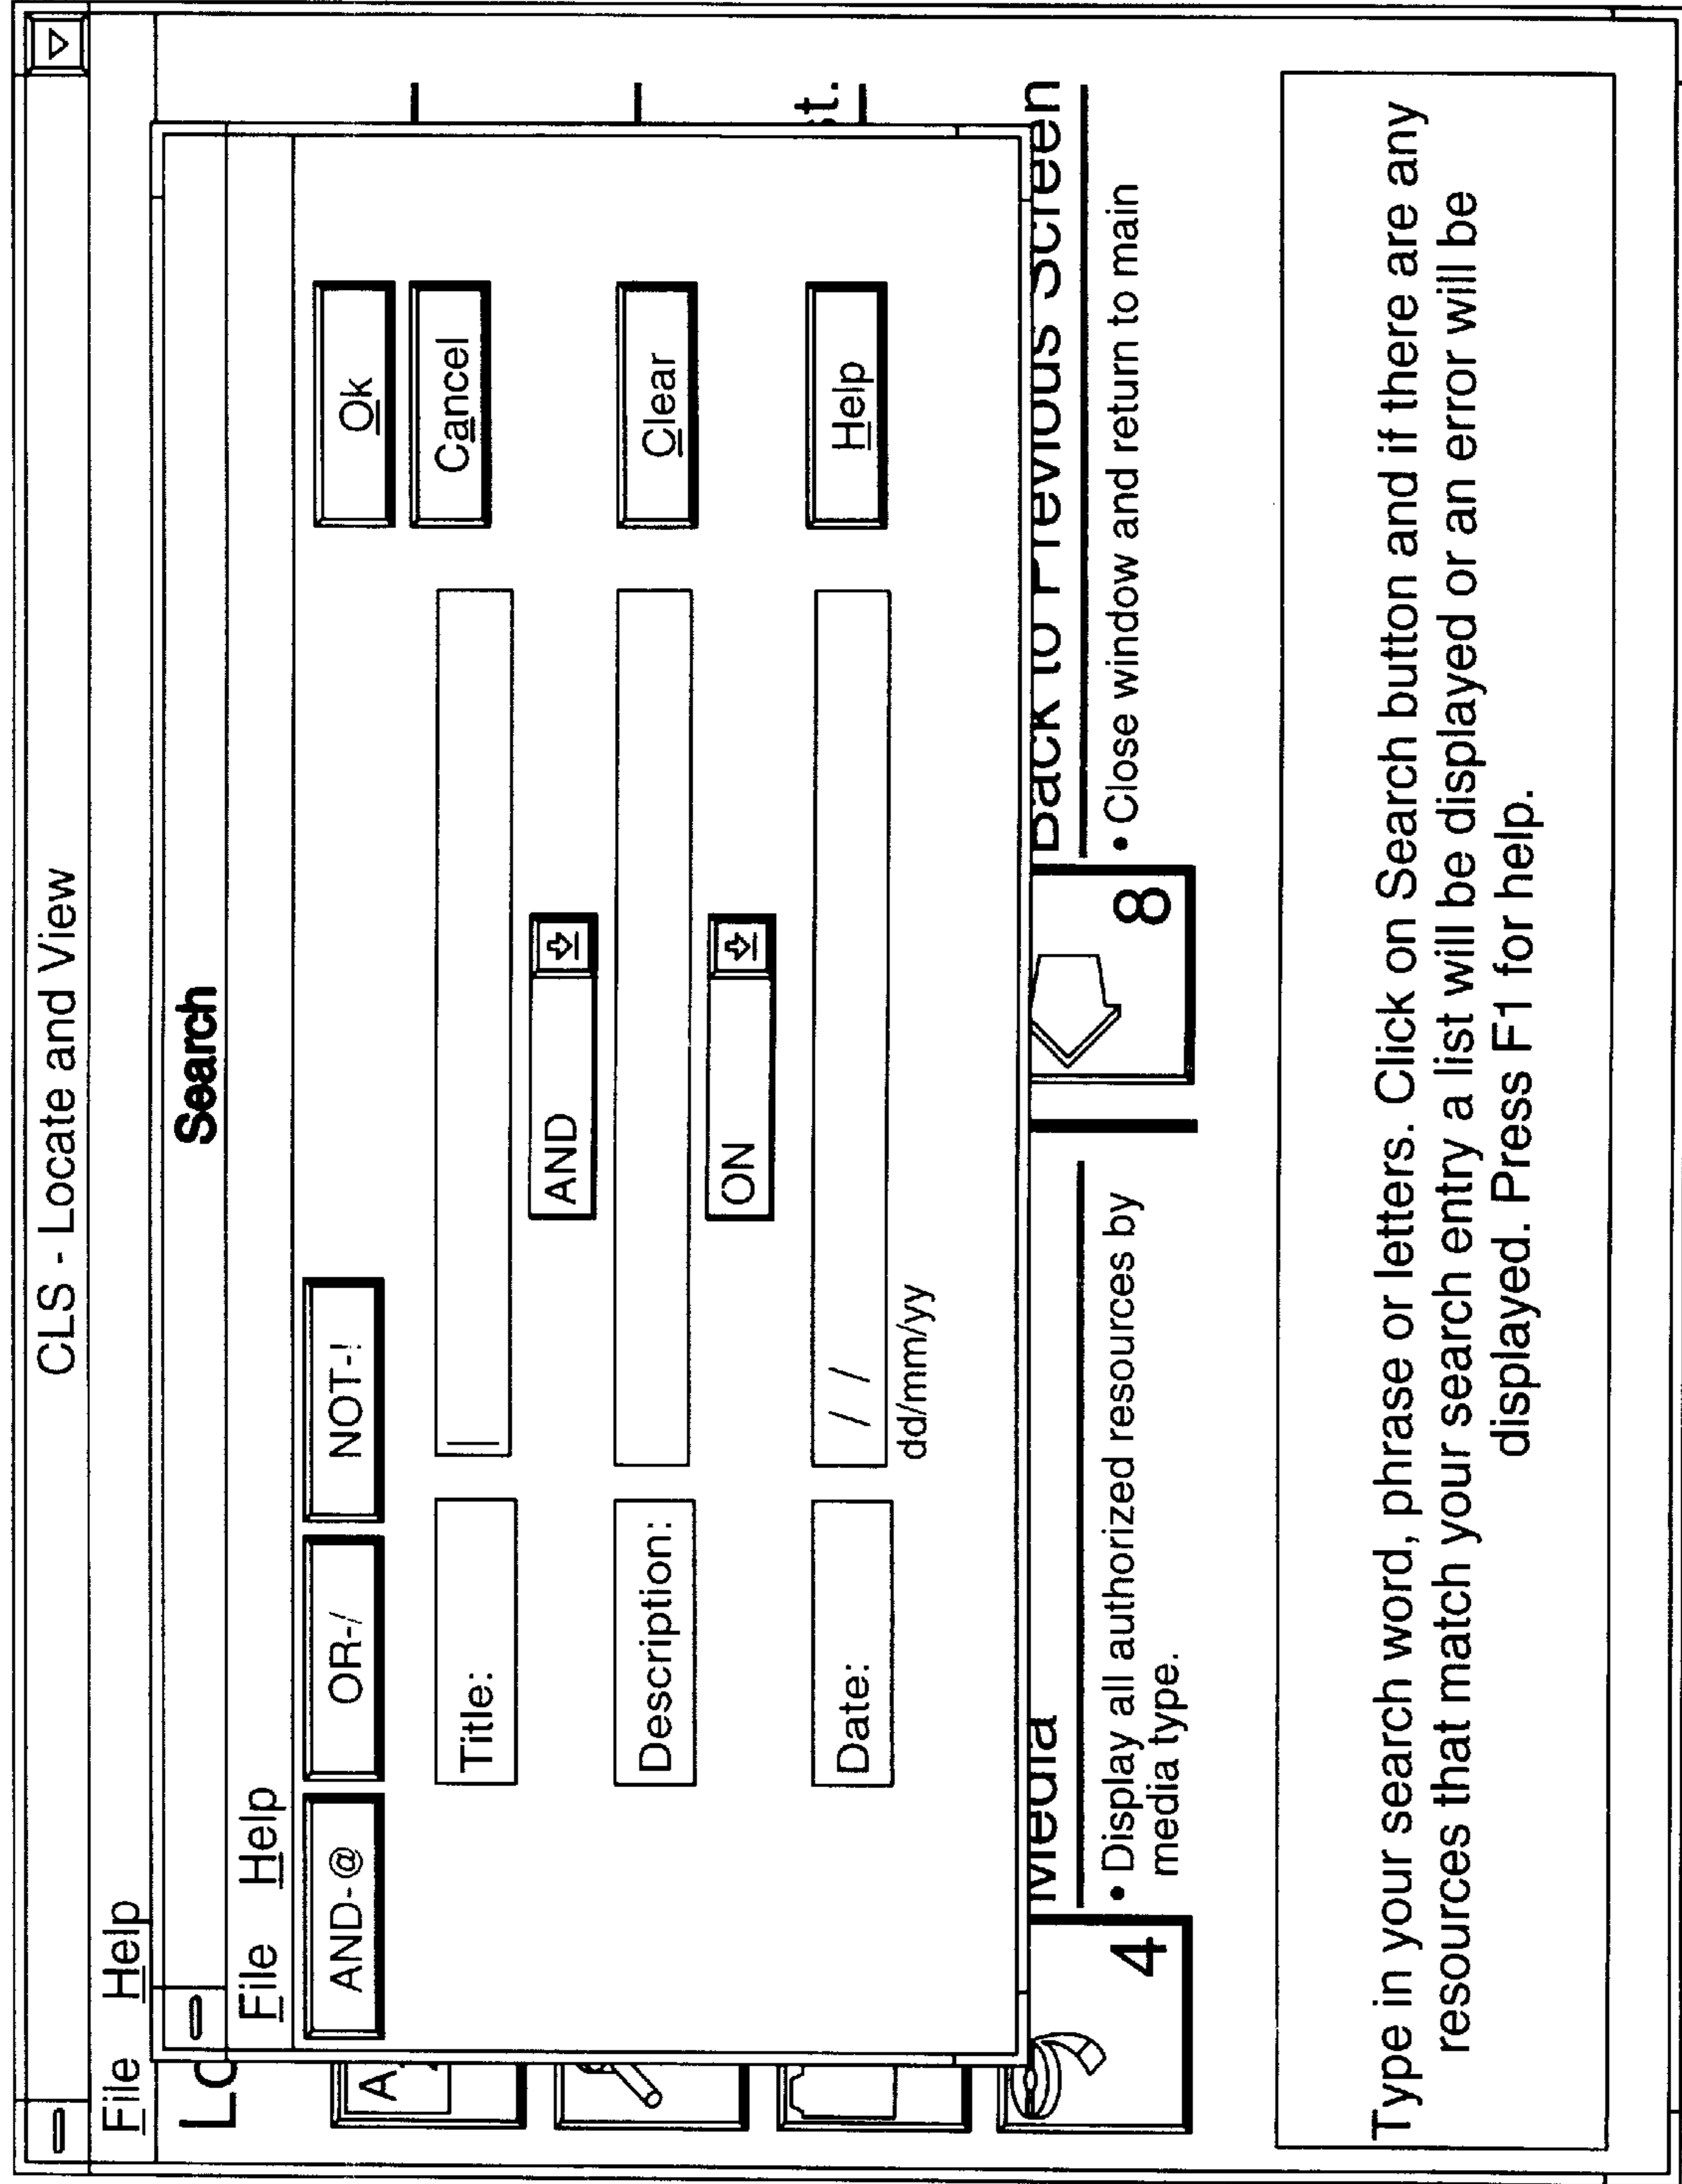 CLS - Locate and View
File Help
Search
File Help
AND-@ OR-/ NOT-!
Ok
Cancel
Title:
AND
Description:
Clear
ON
Date: / /
Help
dd/mm/yy
st.
Media
• Display all authorized resources by
media type.
4
Back to Previous Screen
• Close window and return to main
8
Type in your search word, phrase or letters. Click on Search button and if there are any
resources that match your search entry a list will be displayed or an error will be
displayed. Press F1 for help.